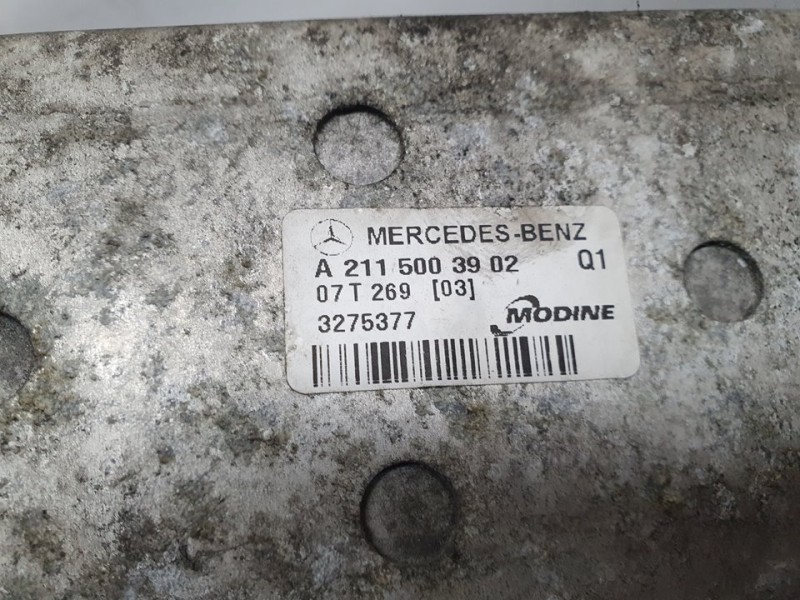 MERCEDES-BENZ
A 211 500 39 02 Q1
07 T 269 [03]
3275377 MODINE